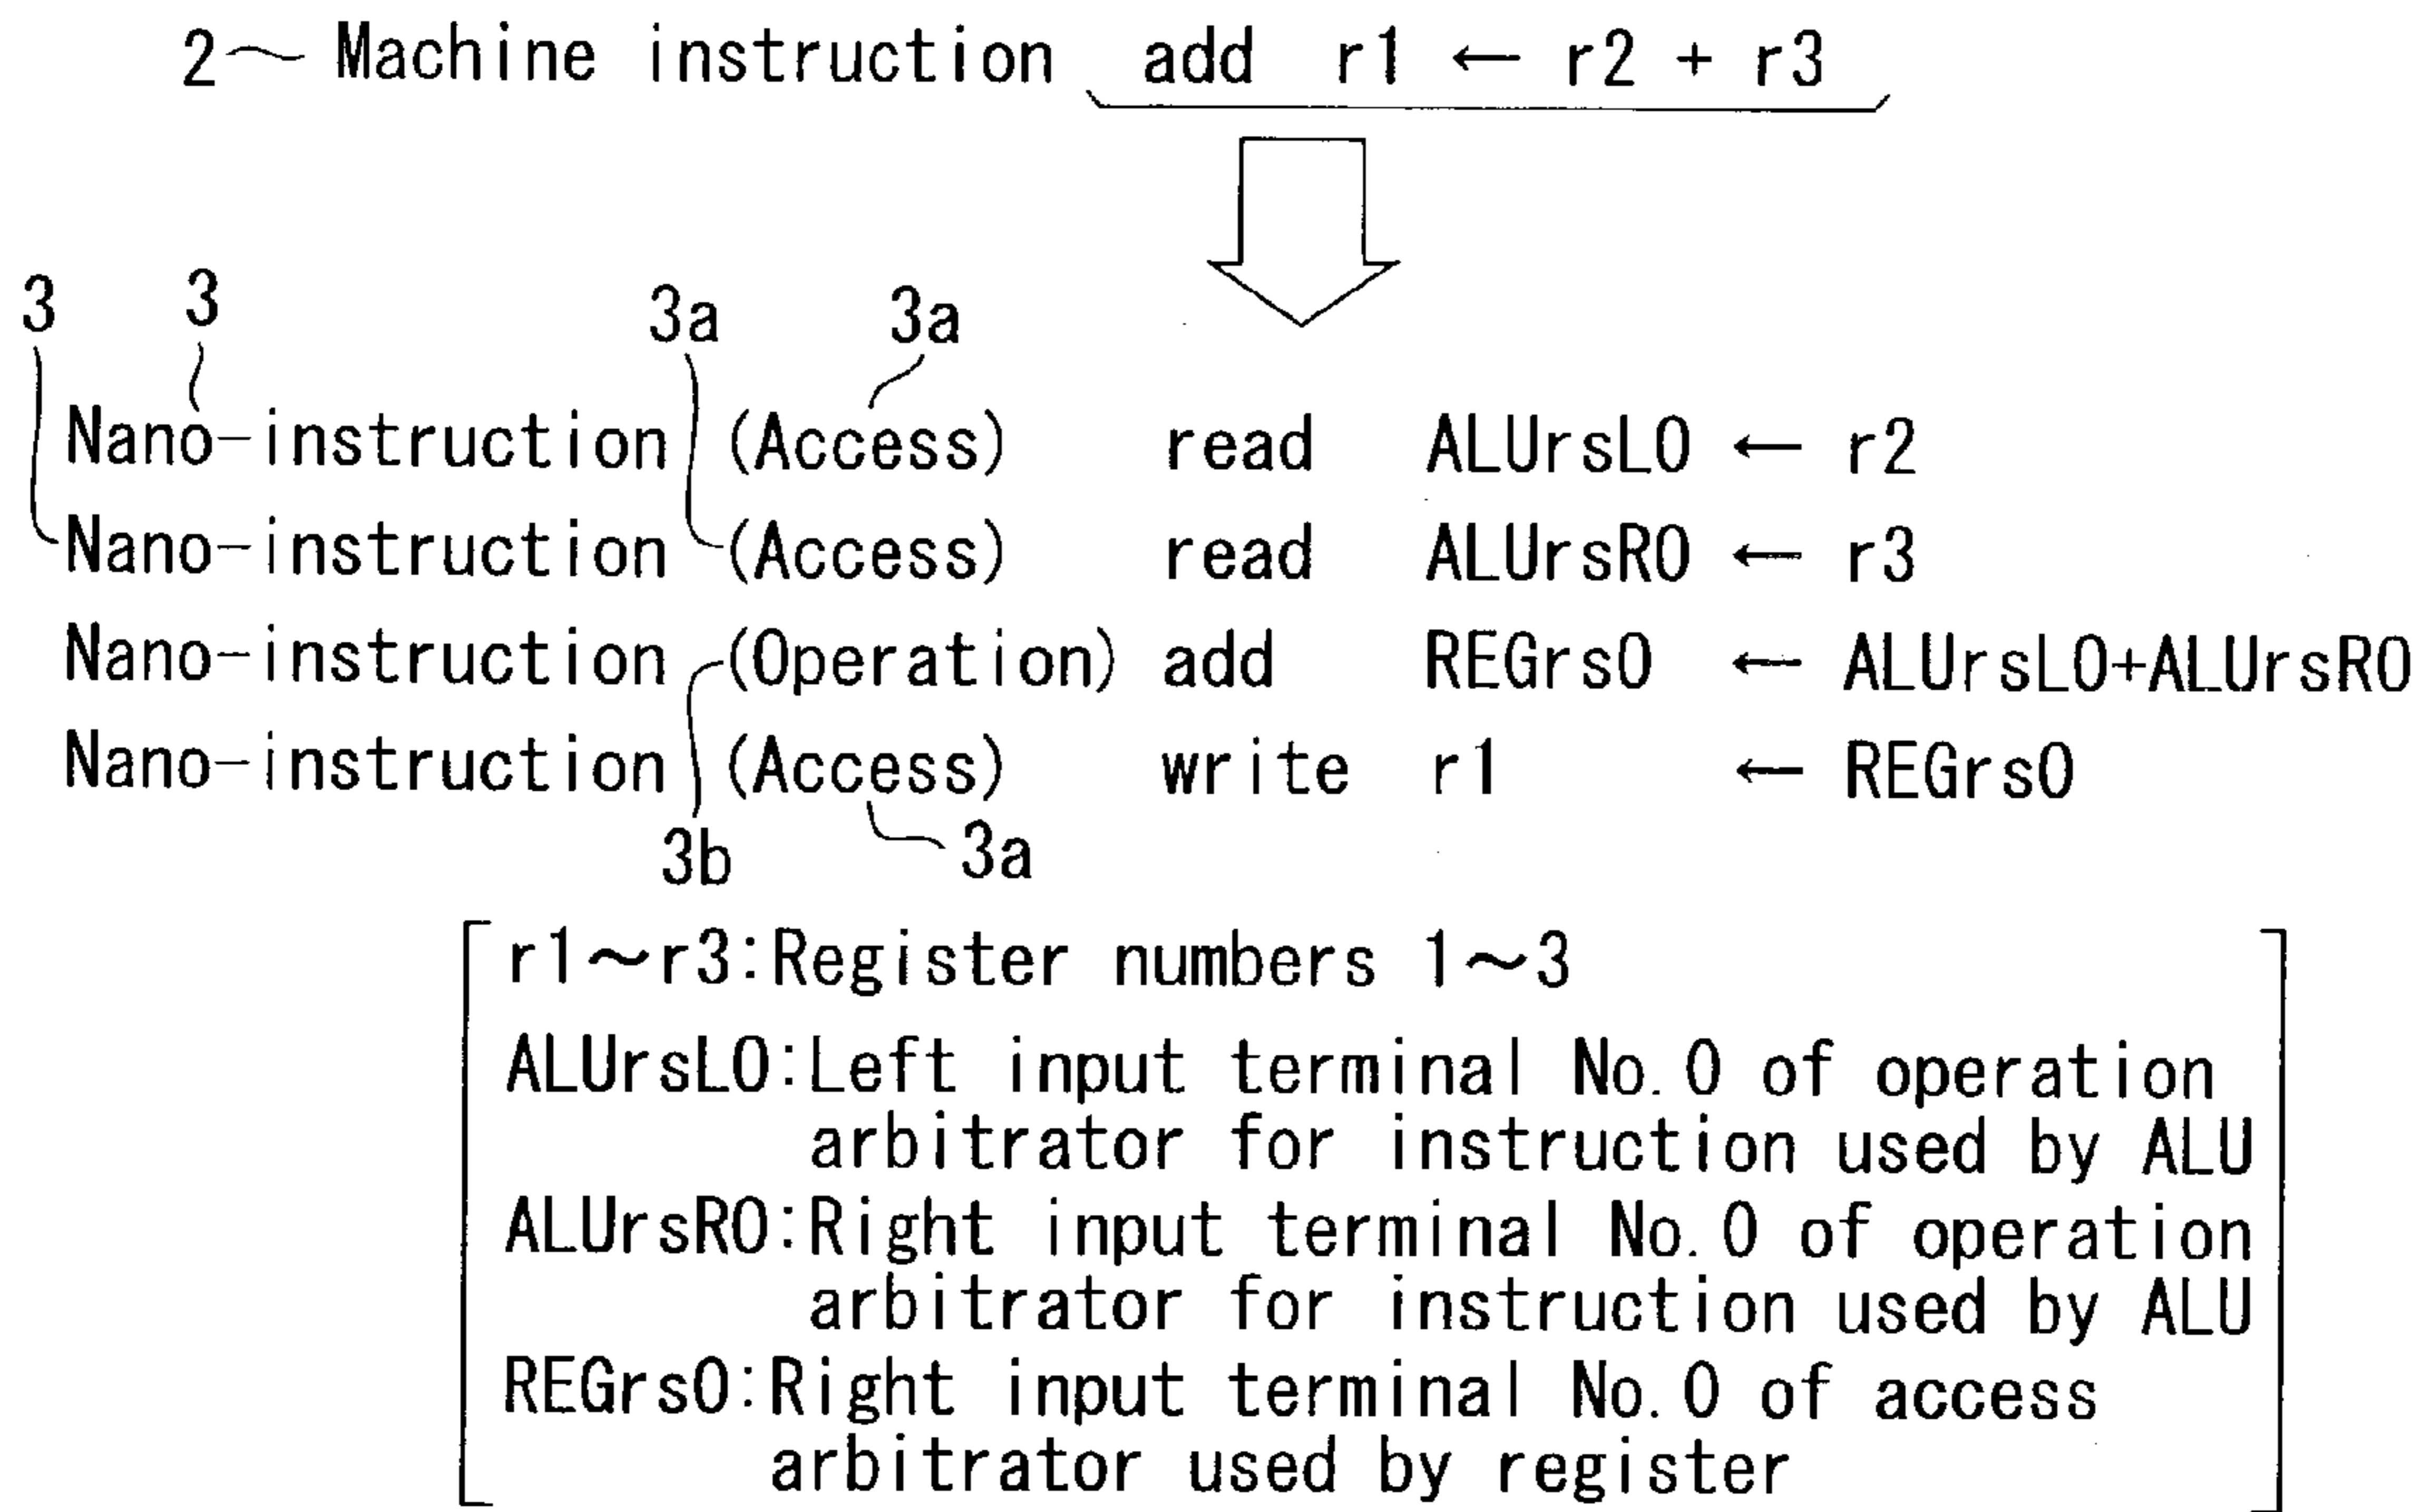 2 Machine instruction add r1 ← r2 + r3
3 3 3a 3a
Nano-instruction (Access) read ALUrsL0 ← r2
Nano-instruction (Access) read ALUrsR0 ← r3
Nano-instruction (Operation) add REGrs0 ← ALUrsL0+ALUrsR0
Nano-instruction (Access) write r1 ← REGrs0
3b 3a
r1~r3:Register numbers 1~3
ALUrsL0:Left input terminal No.0 of operation
arbitrator for instruction used by ALU
ALUrsR0:Right input terminal No.0 of operation
arbitrator for instruction used by ALU
REGrs0:Right input terminal No.0 of access
arbitrator used by register